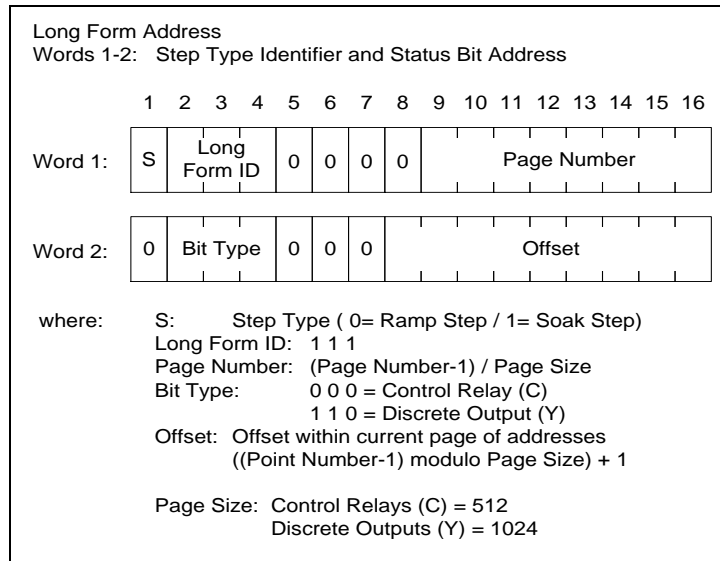 Long Form Address
Words 1-2: Step Type Identifier and Status Bit Address
1 2 3 4 5 6 7 8 9 10 11 12 13 14 15 16
Word 1: S Long Form ID 0 0 0 0 Page Number
Word 2: 0 Bit Type 0 0 0 Offset
where: S: Step Type ( 0= Ramp Step / 1= Soak Step)
Long Form ID: 1 1 1
Page Number: (Page Number-1) / Page Size
Bit Type: 0 0 0 = Control Relay (C)
1 1 0 = Discrete Output (Y)
Offset: Offset within current page of addresses
((Point Number-1) modulo Page Size) + 1
Page Size: Control Relays (C) = 512
Discrete Outputs (Y) = 1024